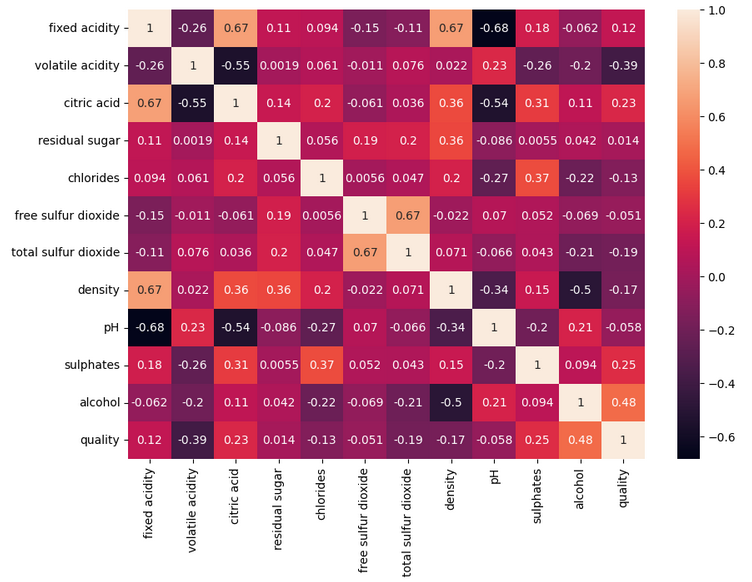 fixed acidity 1 -0.26 0.67 0.11 0.094 -0.15 -0.11 0.67 -0.68 0.18 -0.062 0.12
volatile acidity -0.26 1 -0.55 0.0019 0.061 -0.011 0.076 0.022 0.23 -0.26 -0.2 -0.39
citric acid 0.67 -0.55 1 0.14 0.2 -0.061 0.036 0.36 -0.54 0.31 0.11 0.23
residual sugar 0.11 0.0019 0.14 1 0.056 0.19 0.2 0.36 -0.086 0.0055 0.042 0.014
chlorides 0.094 0.061 0.2 0.056 1 0.0056 0.047 0.2 -0.27 0.37 -0.22 -0.13
free sulfur dioxide -0.15 -0.011 -0.061 0.19 0.0056 1 0.67 -0.022 0.07 0.052 -0.069 -0.051
total sulfur dioxide -0.11 0.076 0.036 0.2 0.047 0.67 1 0.071 -0.066 0.043 -0.21 -0.19
density 0.67 0.022 0.36 0.36 0.2 -0.022 0.071 1 -0.34 0.15 -0.5 -0.17
pH -0.68 0.23 -0.54 -0.086 -0.27 0.07 -0.066 -0.34 1 -0.2 0.21 -0.058
sulphates 0.18 -0.26 0.31 0.0055 0.37 0.052 0.043 0.15 -0.2 1 0.094 0.25
alcohol -0.062 -0.2 0.11 0.042 -0.22 -0.069 -0.21 -0.5 0.21 0.094 1 0.48
quality 0.12 -0.39 0.23 0.014 -0.13 -0.051 -0.19 -0.17 -0.058 0.25 0.48 1
fixed acidity
volatile acidity
citric acid
residual sugar
chlorides
free sulfur dioxide
total sulfur dioxide
density
pH
sulphates
alcohol
quality
1.0
0.8
0.6
0.4
0.2
0.0
−0.2
−0.4
−0.6